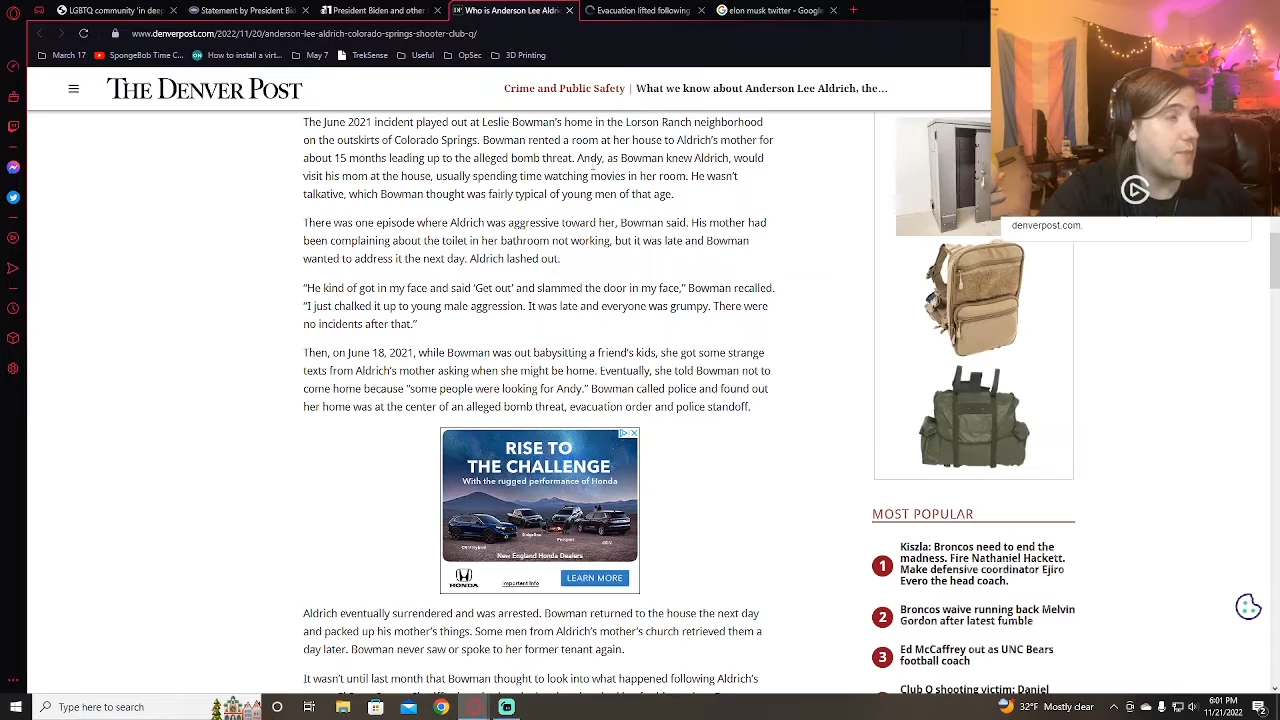 LGBTQ community 'in deep
Statement by President Bid
President Biden and other
Who is Anderson Lee Aldri
Evacuation lifted following
elon musk twitter - Google
www.denverpost.com/2022/11/20/anderson-lee-aldrich-colorado-springs-shooter-club-q/
March 17
SpongeBob Time C...
How to install a virt...
May 7
TrekSense
Useful
OpSec
3D Printing
THE DENVER POST
Crime and Public Safety | What we know about Anderson Lee Aldrich, the...
The June 2021 incident played out at Leslie Bowman's home in the Lorson Ranch neighborhood
on the outskirts of Colorado Springs. Bowman rented a room at her house to Aldrich's mother for
about 15 months leading up to the alleged bomb threat. Andy, as Bowman knew Aldrich, would
visit his mom at the house, usually spending time watching movies in her room. He wasn't
talkative, which Bowman thought was fairly typical of young men of that age.
There was one episode where Aldrich was aggressive toward her, Bowman said. His mother had
been complaining about the toilet in her bathroom not working, but it was late and Bowman
wanted to address it the next day. Aldrich lashed out.
“He kind of got in my face and said ‘Get out’ and slammed the door in my face,” Bowman recalled.
“I just chalked it up to young male aggression. It was late and everyone was grumpy. There were
no incidents after that.”
Then, on June 18, 2021, while Bowman was out babysitting a friend's kids, she got some strange
texts from Aldrich's mother asking when she might be home. Eventually, she told Bowman not to
come home because “some people were looking for Andy.” Bowman called police and found out
her home was at the center of an alleged bomb threat, evacuation order and police standoff.
RISE TO
THE CHALLENGE
With the rugged performance of Honda
CR-V Hybrid
Ridgeline
Passport
CR-V
New England Honda Dealers
HONDA
Important Info
LEARN MORE
Aldrich eventually surrendered and was arrested. Bowman returned to the house the next day
and packed up his mother's things. Some men from Aldrich's mother's church retrieved them a
day later. Bowman never saw or spoke to her former tenant again.
It wasn't until last month that Bowman thought to look into what happened following Aldrich's
denverpost.com.
MOST POPULAR
1
Kiszla: Broncos need to end the
madness. Fire Nathaniel Hackett.
Make defensive coordinator Ejiro
Evero the head coach.
2
Broncos waive running back Melvin
Gordon after latest fumble
3
Ed McCaffrey out as UNC Bears
football coach
Club Q shooting victim: Daniel
Type here to search
32°F Mostly clear
6:01 PM
11/21/2022
2